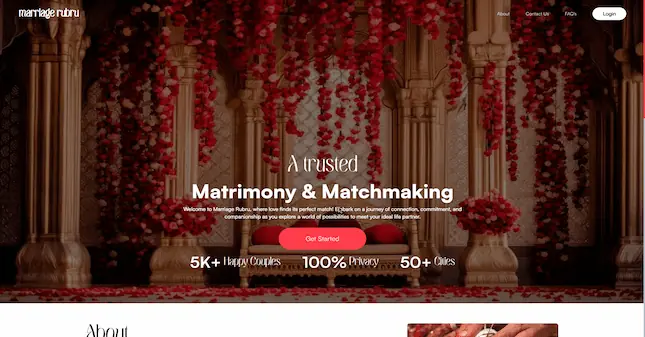 marriage rubru
About
Contact Us
FAQ's
Login
A trusted
Matrimony & Matchmaking
Welcome to Marriage Rubru, where love finds its perfect match! Embark on a journey of connection, commitment, and
companionship as you explore a world of possibilities to meet your ideal life partner.
Get Started
5K+ Happy Couples
100% Privacy
50+ Cities
About